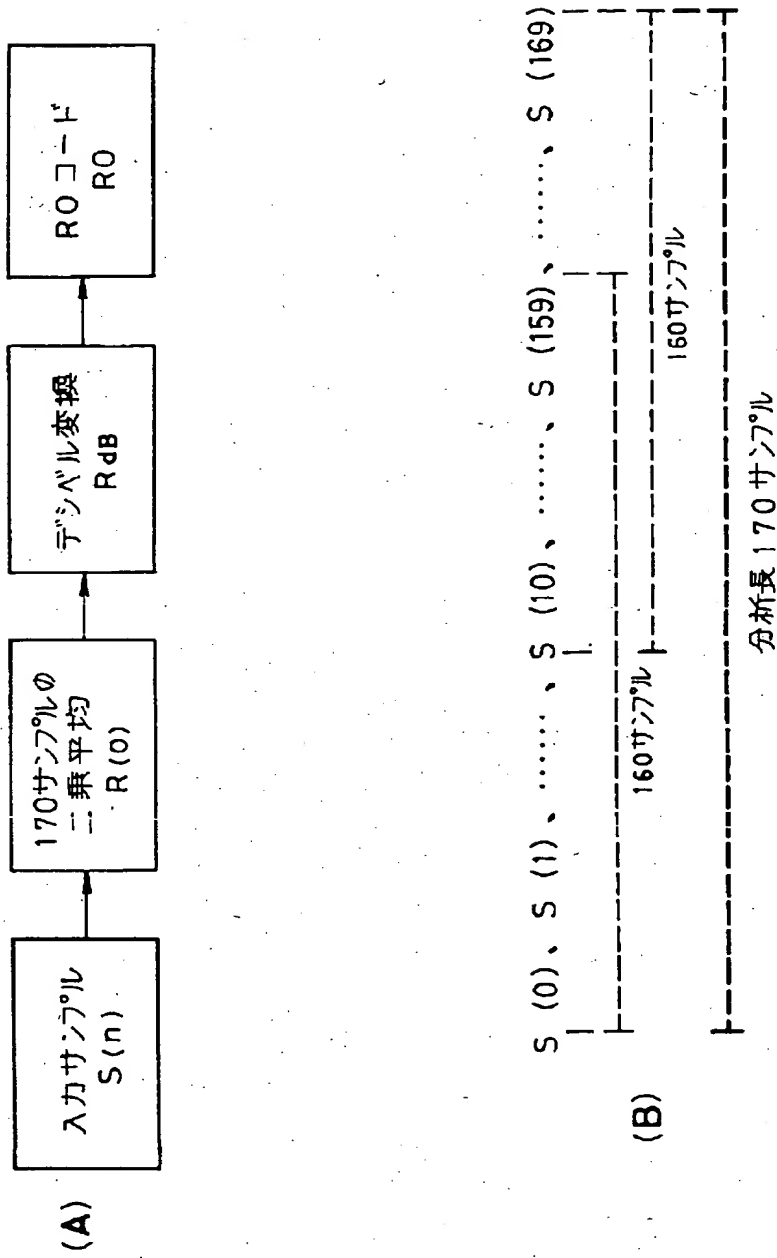 (A)
入力サンプル
S(n)
170サンプルの
二乗平均
R(0)
デシベル変換
RdB
R0コード
R0
(B)
S (0)、S (1)、……、S (10)、……、S (159)、……、S (169)
160サンプル
160サンプル
分析長170サンプル